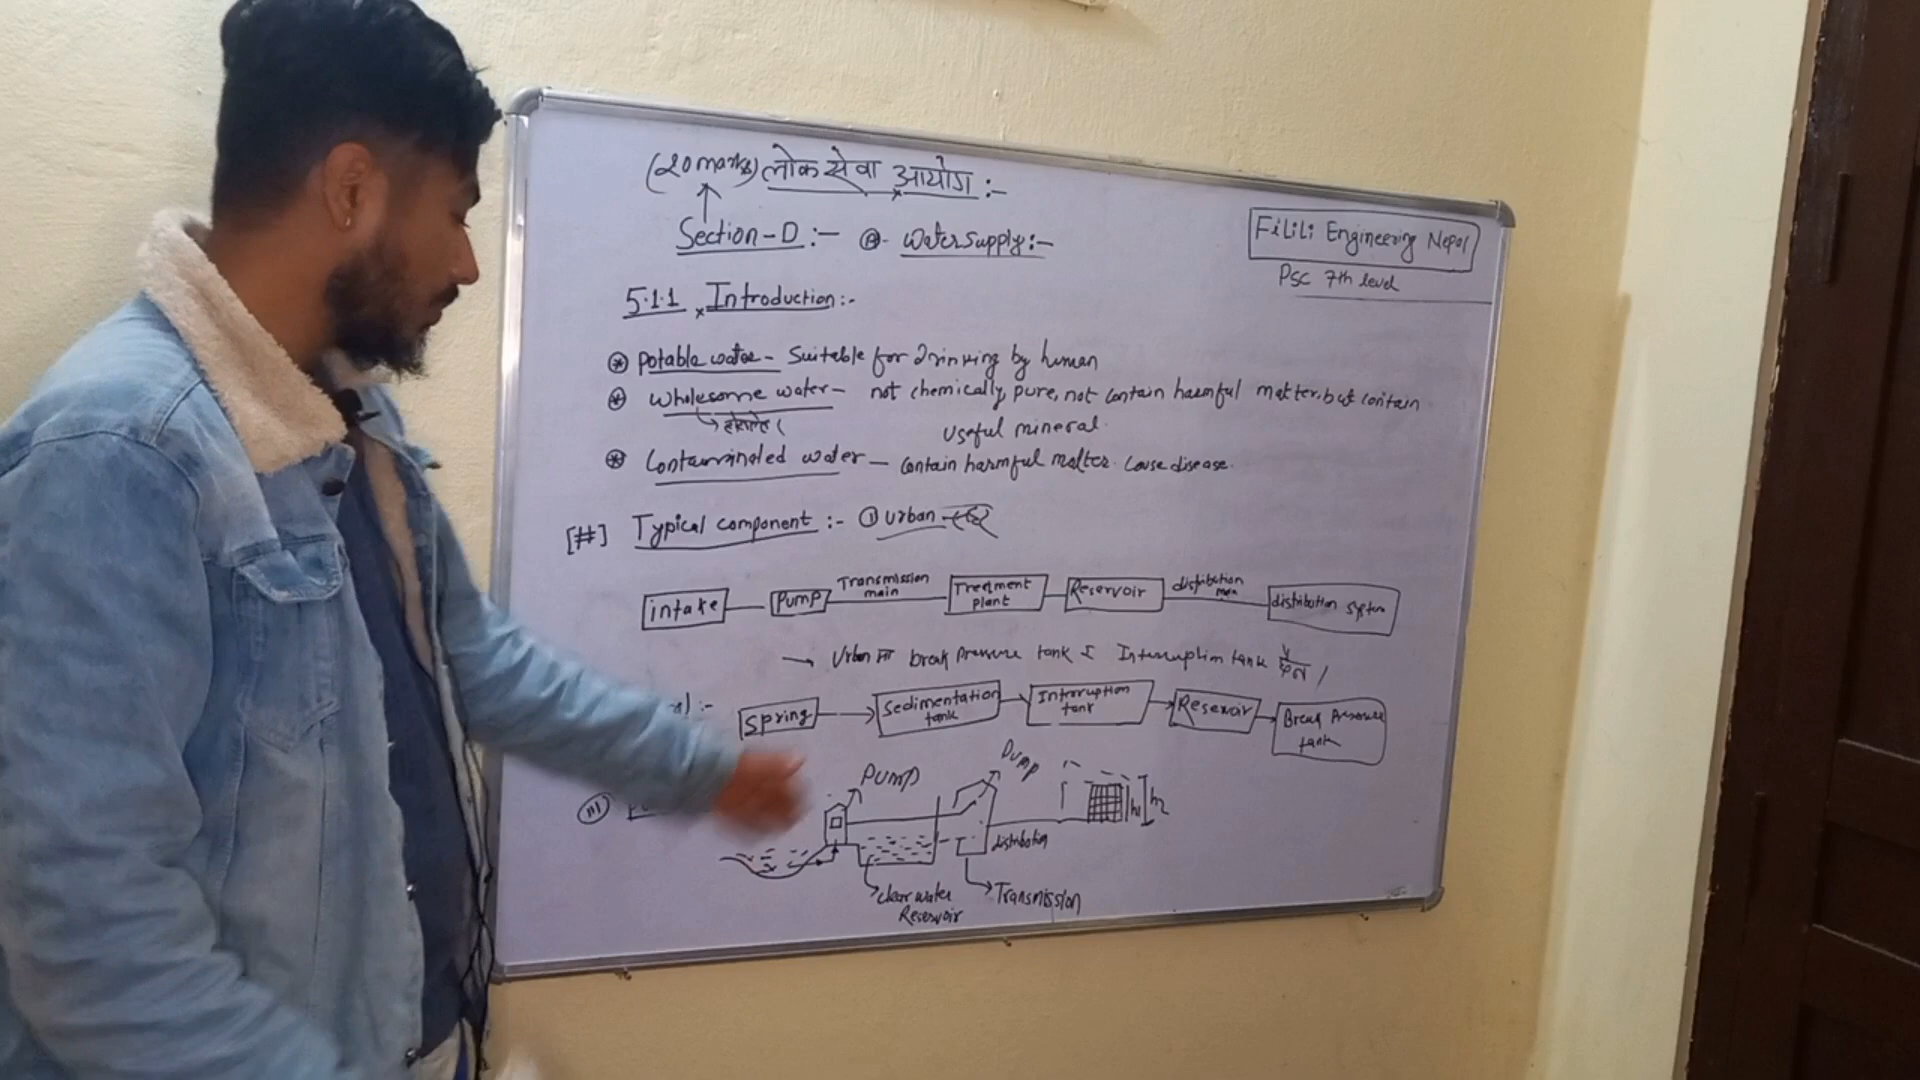 (20 marks) लोक सेवा आयोग :-
Section-D :- Ⓐ- Water supply :-
FiLiLi Engineering Nepal
PSC 7th level
5.1.1 Introduction :-
⊛ Potable water - Suitable for drinking by human
⊛ Wholesome water - not chemically pure, not contain harmful matter, but contain
useful mineral.
⊛ Contaminated water - contain harmful matter. Cause disease.
[#] Typical component :- ① Urban
intake Pump Transmission main Treatment plant Reservoir distribution main distribution system
→ Urban मा break pressure tank र Interruption tank
Spring → Sedimentation tank → Intrruption tank → Reservoir → Break Pressure tank
Pump Pump
(III)
h1 h2
distribution
clear water Reservoir
Transmission